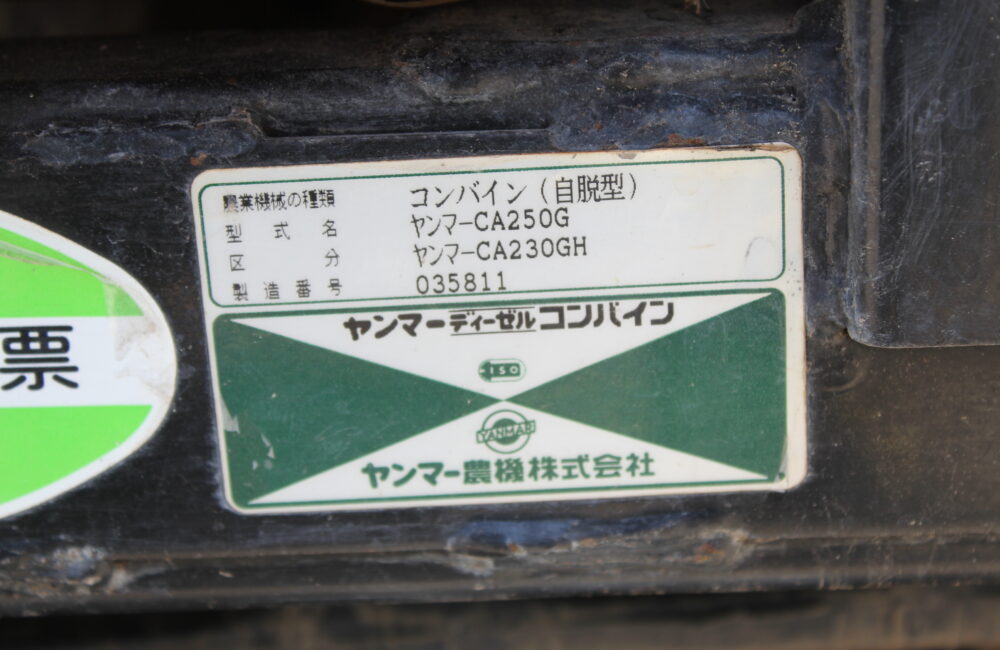 農業機械の種類 コンバイン(自脱型)
型式名 ヤンマーCA250G
区分 ヤンマーCA230GH
製造番号 035811
ヤンマーディーゼルコンバイン
ISO
YANMAR
ヤンマー農機株式会社
票